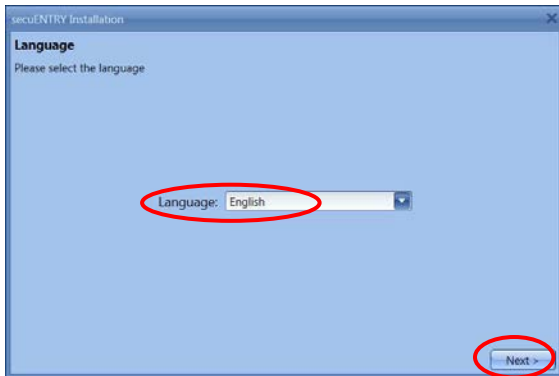 secuENTRY Installation
Language
Please select the language
Language: English
Next >